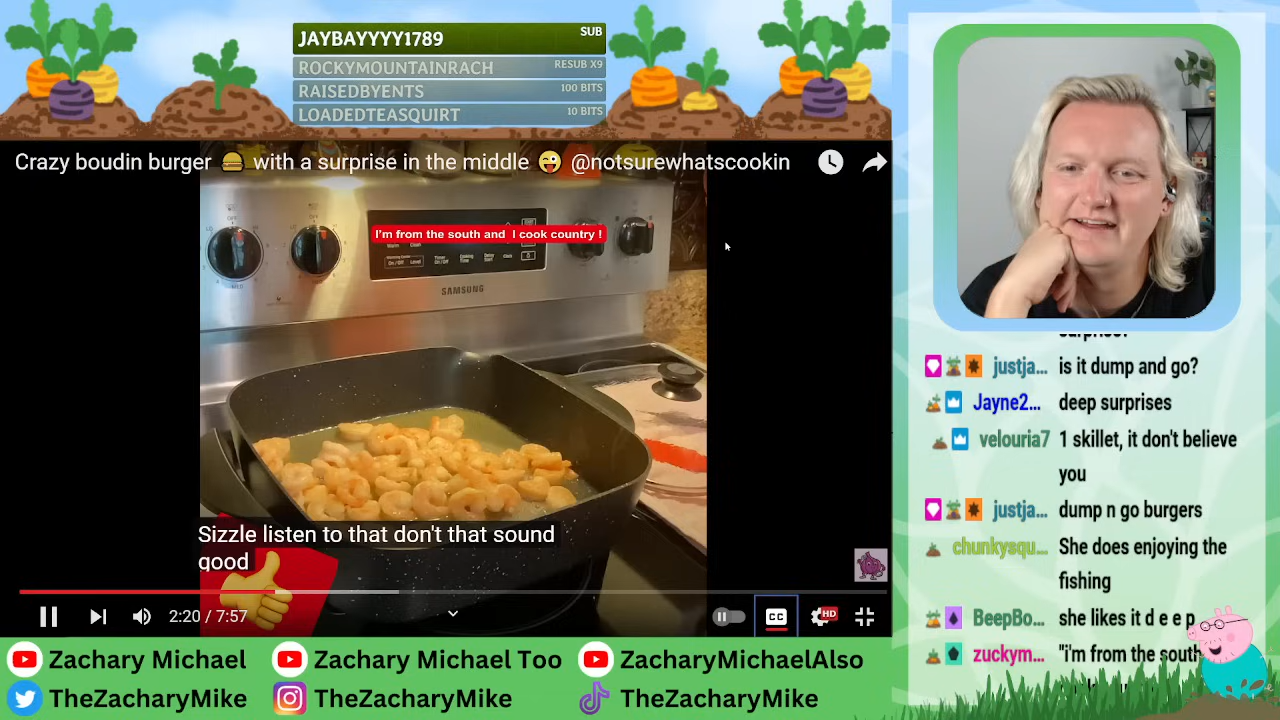 JAYBAYYYY1789 SUB
ROCKYMOUNTAINRACH RESUB X9
RAISEDBYENTS 100 BITS
LOADEDTEASQUIRT 10 BITS
Crazy boudin burger 🍔 with a surprise in the middle 😜 @notsurewhatscookin
I'm from the south and I cook country !
SAMSUNG
Sizzle listen to that don't that sound
good
2:20 / 7:57
CC
HD
justja... is it dump and go?
Jayne2... deep surprises
velouria7 1 skillet, it don't believe
you
justja... dump n go burgers
chunkysqu... She does enjoying the
fishing
BeepBo... she likes it d e e p
zuckym... "i'm from the south
Zachary Michael
Zachary Michael Too
ZacharyMichaelAlso
TheZacharyMike
TheZacharyMike
TheZacharyMike